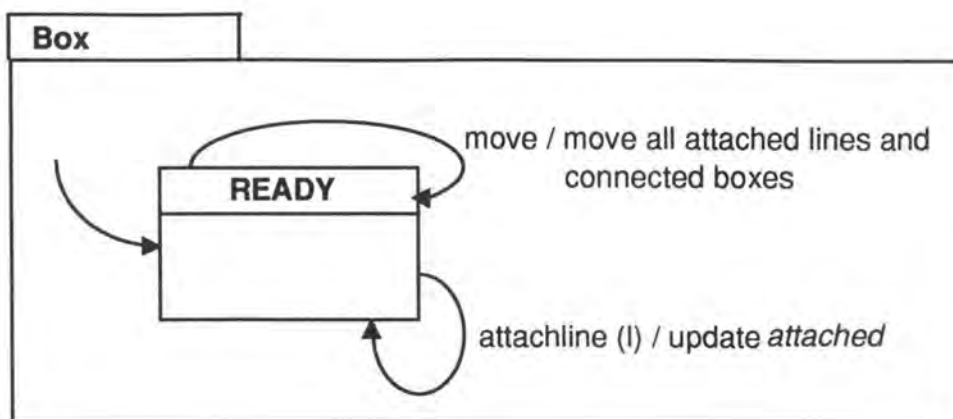 Box
move / move all attached lines and
connected boxes
READY
attachline (l) / update attached